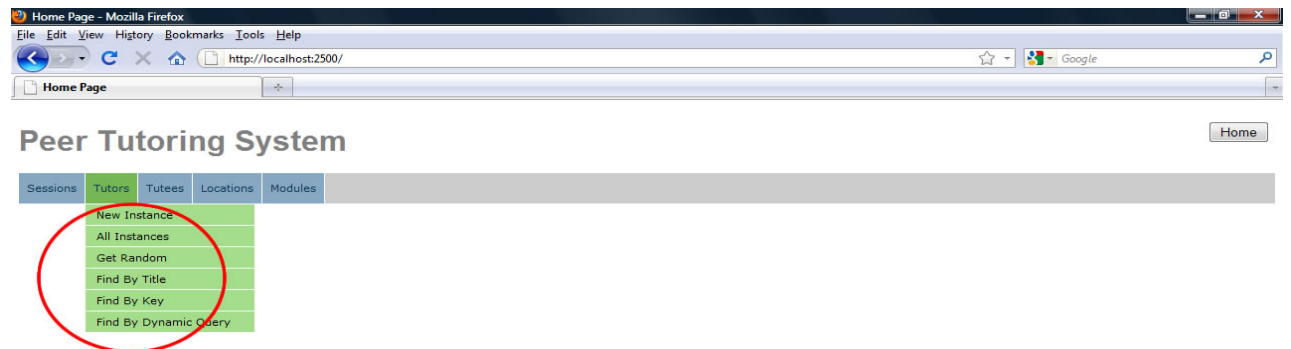 Home Page - Mozilla Firefox
File Edit View History Bookmarks Tools Help
http://localhost:2500/ Google
Home Page
Peer Tutoring System Home
Sessions Tutors Tutees Locations Modules
New Instance
All Instances
Get Random
Find By Title
Find By Key
Find By Dynamic Query